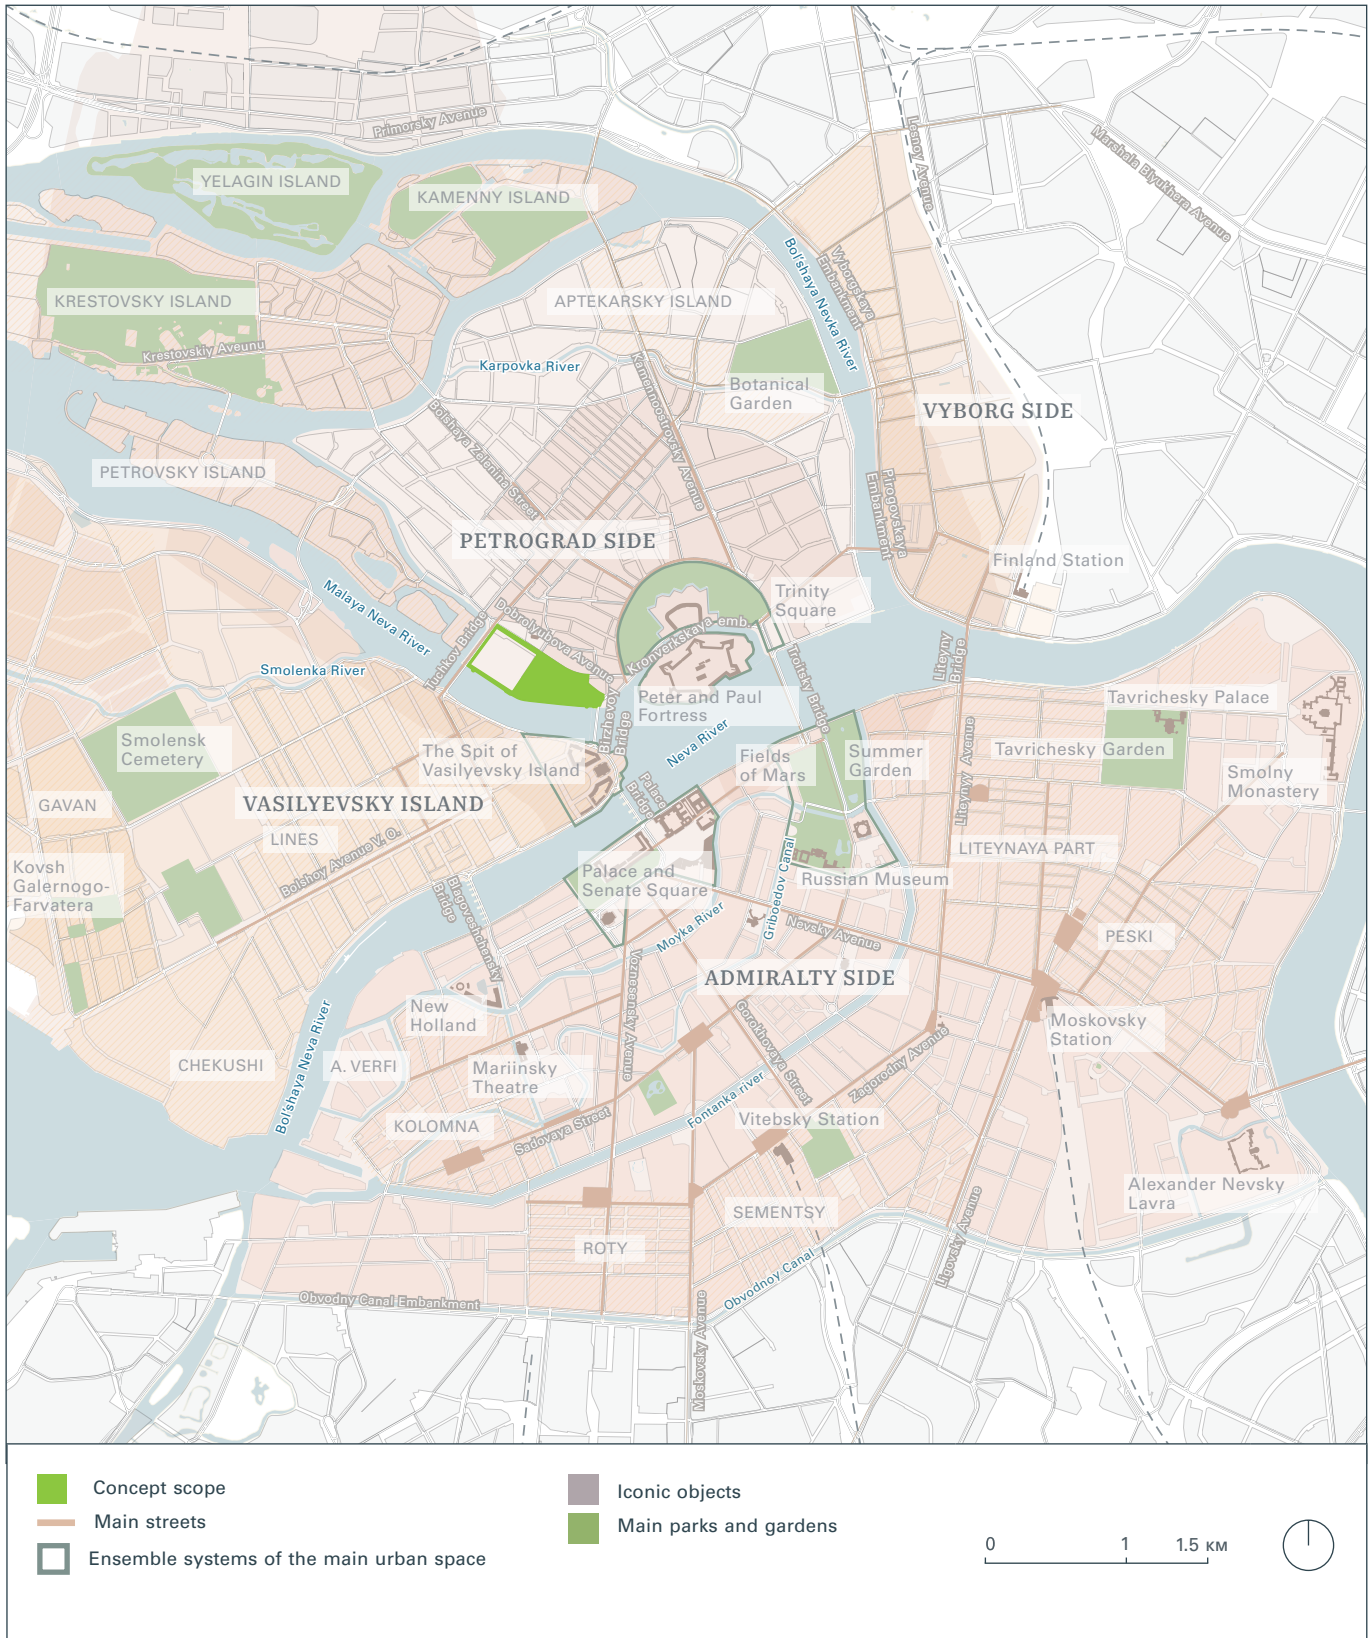 Primorsky Avenue
Lesnoy Avenue
Marshala Blyukhera Avenue
YELAGIN ISLAND
KAMENNY ISLAND
Bol'shaya Nevka River
Vyborgskaya
Embankment
KRESTOVSKY ISLAND
APTEKARSKY ISLAND
Krestovskiy Aveunu
Karpovka River
Kamennoostrovsky Avenue
Botanical
Garden
VYBORG SIDE
Bolshaya Zelenina Street
PETROVSKY ISLAND
Pirogovskaya
Embankment
PETROGRAD SIDE
Finland Station
Malaya Neva River
Trinity
Square
Dobrolyubova Avenue
Kronverkskaya emb.
Tuchkov Bridge
Smolenka River
Troitsky Bridge
Liteyny
Bridge
Birzhevoy
Bridge
Peter and Paul
Fortress
Tavrichesky Palace
Neva River
Smolensk
Cemetery
The Spit of
Vasilyevsky Island
Fields
of Mars
Summer
Garden
Liteynyy Avenue
Tavrichesky Garden
Smolny
Monastery
Palace
Bridge
GAVAN
VASILYEVSKY ISLAND
LINES
Bolshoy Avenue V. O.
LITEYNAYA PART
Kovsh
Galernogo-
Farvatera
Palace and
Senate Square
Russian Museum
Griboedov Canal
Blagoveshchensky
Bridge
Moyka River
Nevsky Avenue
PESKI
Voznesensky Avenue
ADMIRALTY SIDE
New
Holland
Gorokhovaya Street
Moskovsky
Station
Bol'shaya Neva River
CHEKUSHI
A. VERFI
Mariinsky
Theatre
Zagorodny Avenue
Fontanka river
KOLOMNA
Sadovaya Street
Vitebsky Station
Alexander Nevsky
Lavra
SEMENTSY
Ligovsky Avenue
ROTY
Obvodnoy Canal
Obvodny Canal Embankment
Moskovsky Avenue
Concept scope
Main streets
Ensemble systems of the main urban space
Iconic objects
Main parks and gardens
0 1 1.5 км